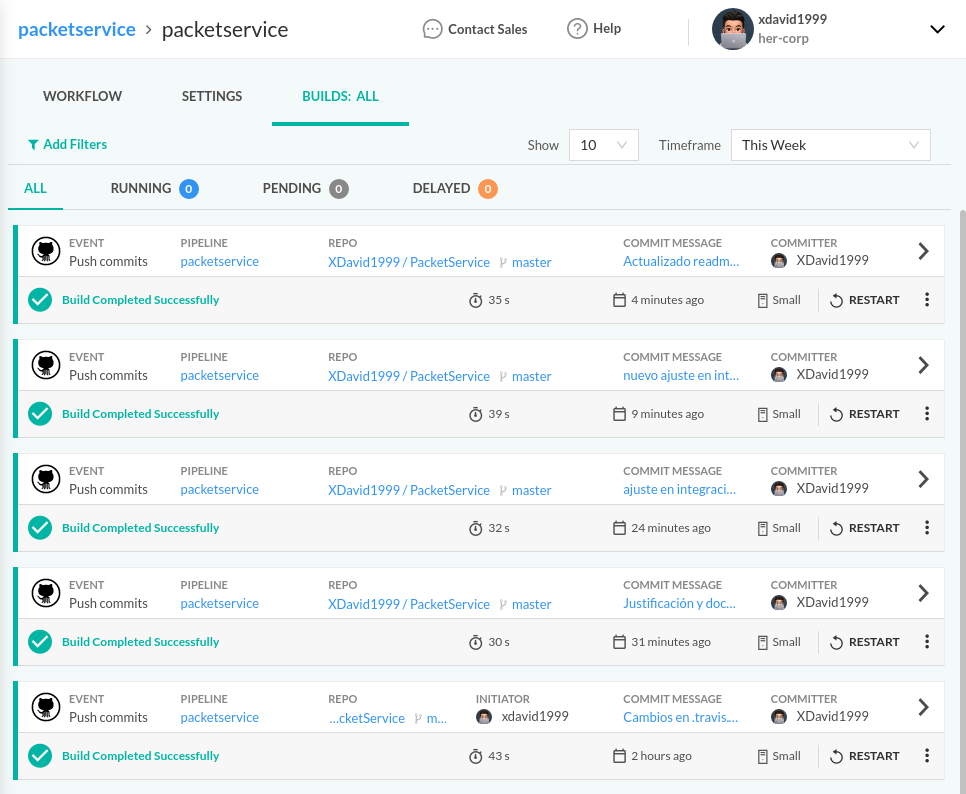 packetservice > packetservice
Contact Sales
Help
xdavid1999
her-corp
WORKFLOW
SETTINGS
BUILDS: ALL
Add Filters
Show 10
Timeframe This Week
ALL
RUNNING 0
PENDING 0
DELAYED 0
EVENT PIPELINE REPO COMMIT MESSAGE COMMITTER
Push commits packetservice XDavid1999 / PacketService master Actualizado readm... XDavid1999
Build Completed Successfully 35 s 4 minutes ago Small RESTART
EVENT PIPELINE REPO COMMIT MESSAGE COMMITTER
Push commits packetservice XDavid1999 / PacketService master nuevo ajuste en int... XDavid1999
Build Completed Successfully 39 s 9 minutes ago Small RESTART
EVENT PIPELINE REPO COMMIT MESSAGE COMMITTER
Push commits packetservice XDavid1999 / PacketService master ajuste en integraci... XDavid1999
Build Completed Successfully 32 s 24 minutes ago Small RESTART
EVENT PIPELINE REPO COMMIT MESSAGE COMMITTER
Push commits packetservice XDavid1999 / PacketService master Justificación y doc... XDavid1999
Build Completed Successfully 30 s 31 minutes ago Small RESTART
EVENT PIPELINE REPO INITIATOR COMMIT MESSAGE COMMITTER
Push commits packetservice ...cketService m... xdavid1999 Cambios en .travis.... XDavid1999
Build Completed Successfully 43 s 2 hours ago Small RESTART